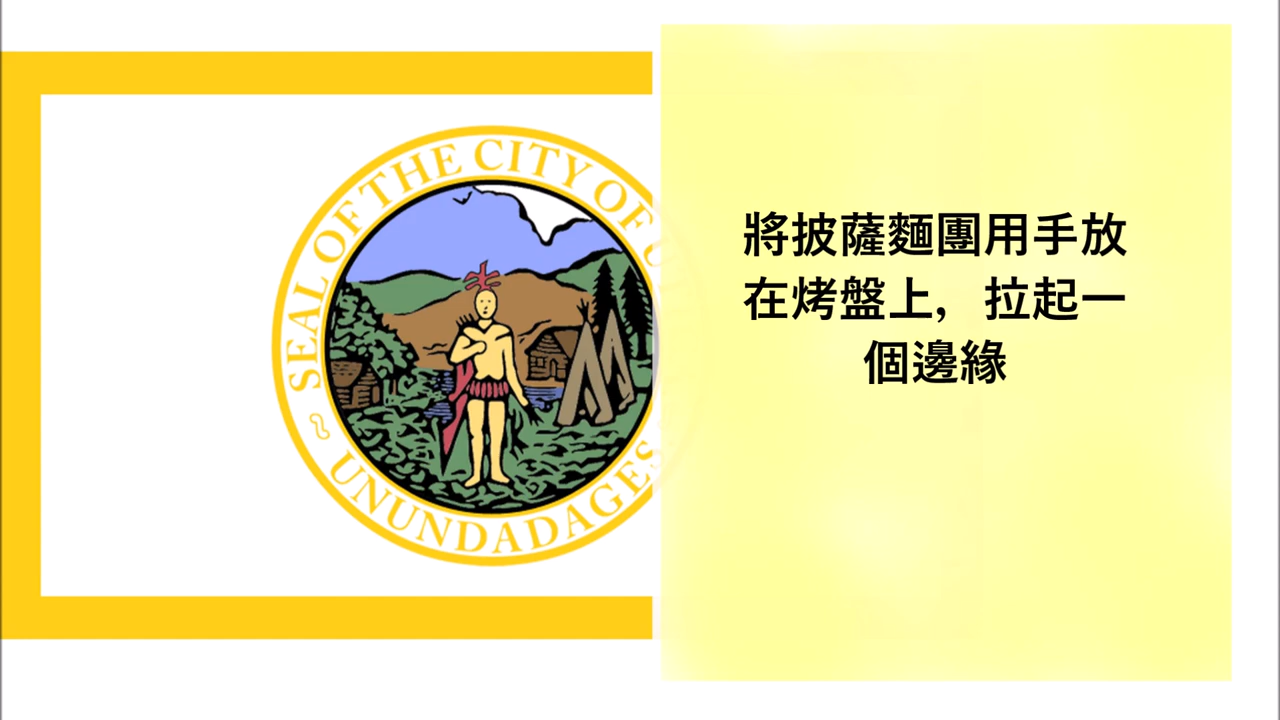 SEAL OF THE CITY OF
UNUNDADAGES
將披薩麵團用手放
在烤盤上，拉起一
個邊緣